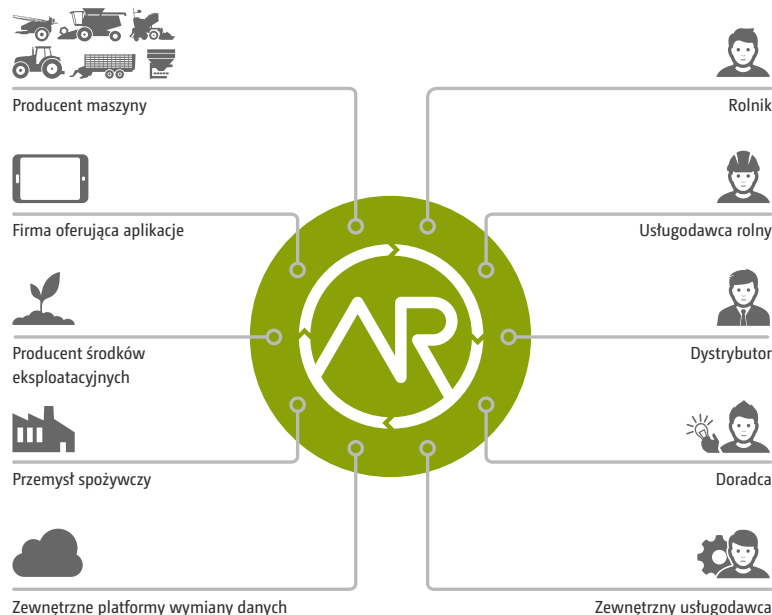 Producent maszyny
Rolnik
Firma oferująca aplikacje
Usługodawca rolny
AR
Producent środków
eksploatacyjnych
Dystrybutor
Przemysł spożywczy
Doradca
Zewnętrzne platformy wymiany danych
Zewnętrzny usługodawca